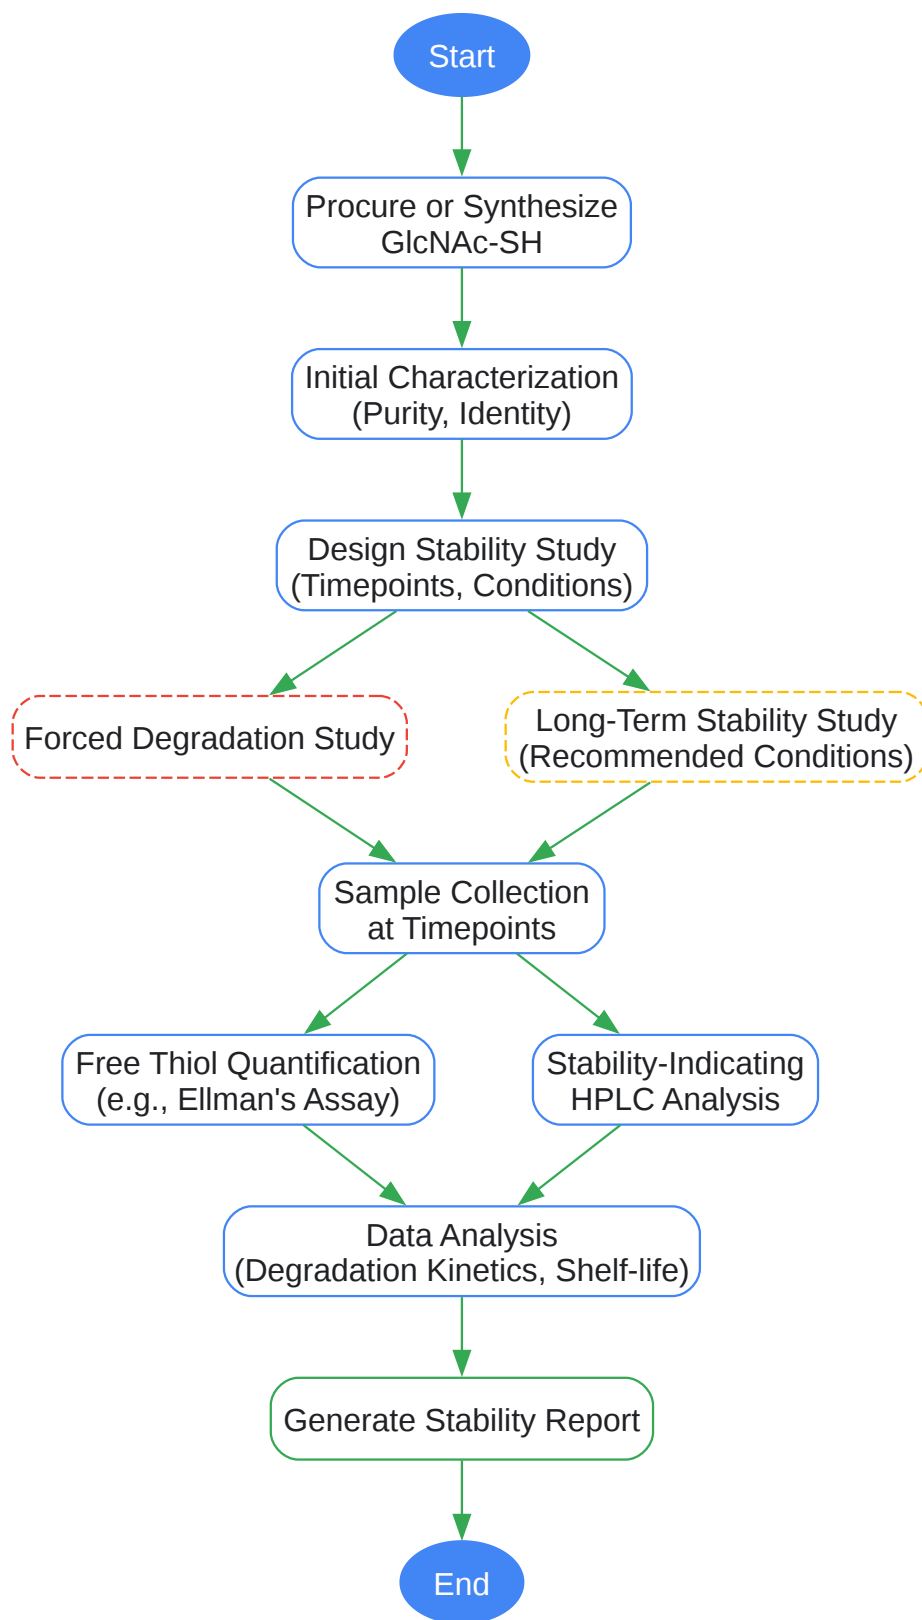 Start
Procure or Synthesize
GlcNAc-SH
Initial Characterization
(Purity, Identity)
Design Stability Study
(Timepoints, Conditions)
Forced Degradation Study
Long-Term Stability Study
(Recommended Conditions)
Sample Collection
at Timepoints
Free Thiol Quantification
(e.g., Ellman's Assay)
Stability-Indicating
HPLC Analysis
Data Analysis
(Degradation Kinetics, Shelf-life)
Generate Stability Report
End